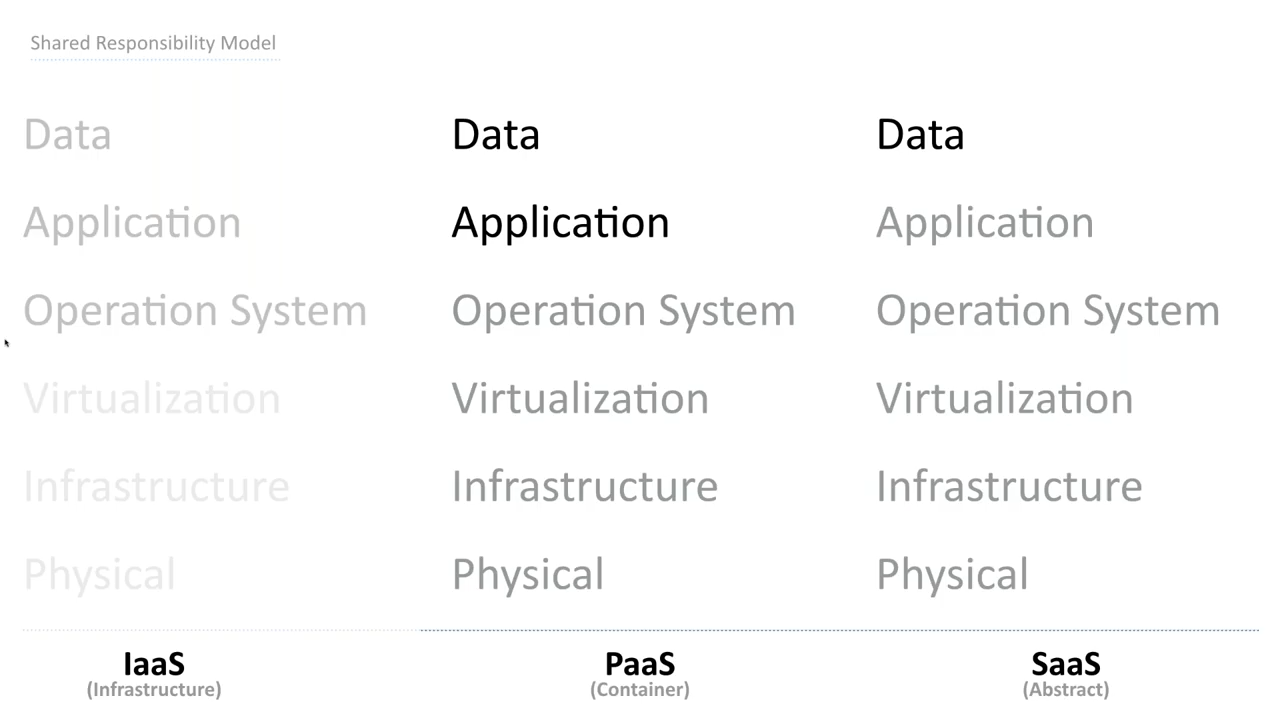 Shared Responsibility Model
Data Data Data
Application Application Application
Operation System Operation System Operation System
Virtualization Virtualization Virtualization
Infrastructure Infrastructure Infrastructure
Physical Physical Physical
IaaS PaaS SaaS
(Infrastructure) (Container) (Abstract)